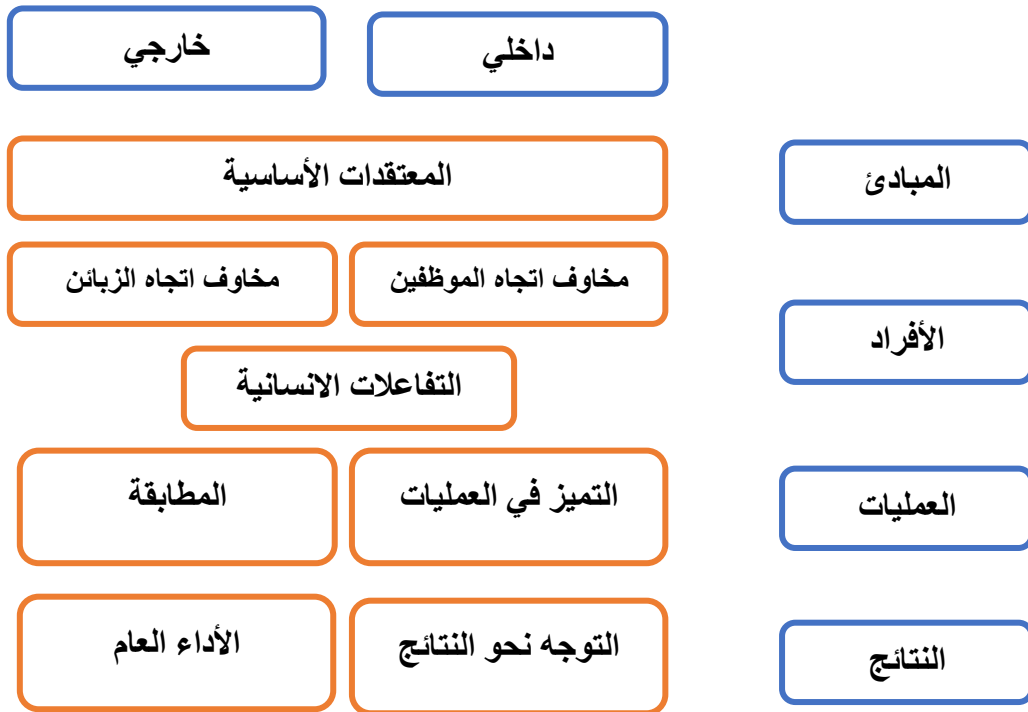 داخلي
خارجي
المبادئ
المعتقدات الأساسية
الأفراد
مخاوف اتجاه الموظفين
مخاوف اتجاه الزبائن
التفاعلات الانسانية
العمليات
التميز في العمليات
المطابقة
النتائج
التوجه نحو النتائج
الأداء العام